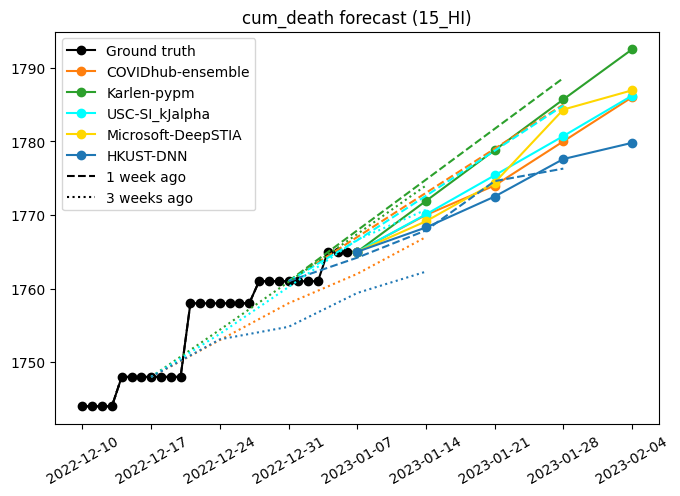 cum_death forecast (15_HI)
Ground truth
COVIDhub-ensemble
Karlen-pypm
USC-SI_kJalpha
Microsoft-DeepSTIA
HKUST-DNN
1 week ago
3 weeks ago
1790
1780
1770
1760
1750
2022-12-10
2022-12-17
2022-12-24
2022-12-31
2023-01-07
2023-01-14
2023-01-21
2023-01-28
2023-02-04